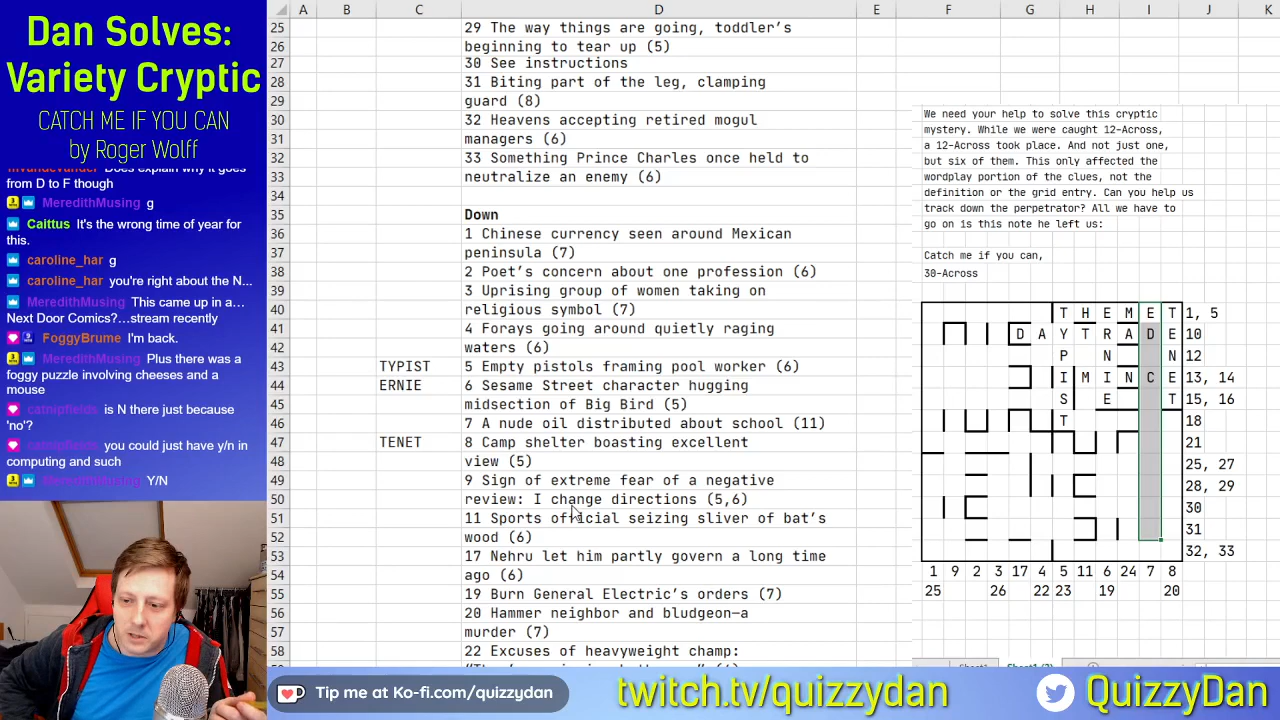 Dan Solves:
Variety Cryptic
CATCH ME IF YOU CAN
by Roger Wolff
Does explain why it goes
from D to F though
MeredithMusing g
Caittus It's the wrong time of year for
this.
caroline_har g
caroline_har you're right about the N...
MeredithMusing This came up in a…
Next Door Comics?…stream recently
FoggyBrume I'm back.
MeredithMusing Plus there was a
foggy puzzle involving cheeses and a
mouse
catnipfields is N there just because
'no'?
catnipfields you could just have y/n in
computing and such
MeredithMusing Y/N
A B C D E F G H I J K
25 29 The way things are going, toddler's
26 beginning to tear up (5)
27 30 See instructions
28 31 Biting part of the leg, clamping
29 guard (8)
30 32 Heavens accepting retired mogul
31 managers (6)
32 33 Something Prince Charles once held to
33 neutralize an enemy (6)
34
35 Down
36 1 Chinese currency seen around Mexican
37 peninsula (7)
38 2 Poet's concern about one profession (6)
39 3 Uprising group of women taking on
40 religious symbol (7)
41 4 Forays going around quietly raging
42 waters (6)
43 TYPIST 5 Empty pistols framing pool worker (6)
44 ERNIE 6 Sesame Street character hugging
45 midsection of Big Bird (5)
46 7 A nude oil distributed about school (11)
47 TENET 8 Camp shelter boasting excellent
48 view (5)
49 9 Sign of extreme fear of a negative
50 review: I change directions (5,6)
51 11 Sports official seizing sliver of bat's
52 wood (6)
53 17 Nehru let him partly govern a long time
54 ago (6)
55 19 Burn General Electric's orders (7)
56 20 Hammer neighbor and bludgeon—a
57 murder (7)
58 22 Excuses of heavyweight champ:
We need your help to solve this cryptic
mystery. While we were caught 12-Across,
a 12-Across took place. And not just one,
but six of them. This only affected the
wordplay portion of the clues, not the
definition or the grid entry. Can you help us
track down the perpetrator? All we have to
go on is this note he left us:
Catch me if you can,
30-Across
T H E M E T 1, 5
D A Y T R A D E 10
P N N 12
I M I N C E 13, 14
S E T 15, 16
T 18
21
25, 27
28, 29
30
31
32, 33
1 9 2 3 17 4 5 11 6 24 7 8
25 26 22 23 19 20
Tip me at Ko-fi.com/quizzydan
twitch.tv/quizzydan
QuizzyDan